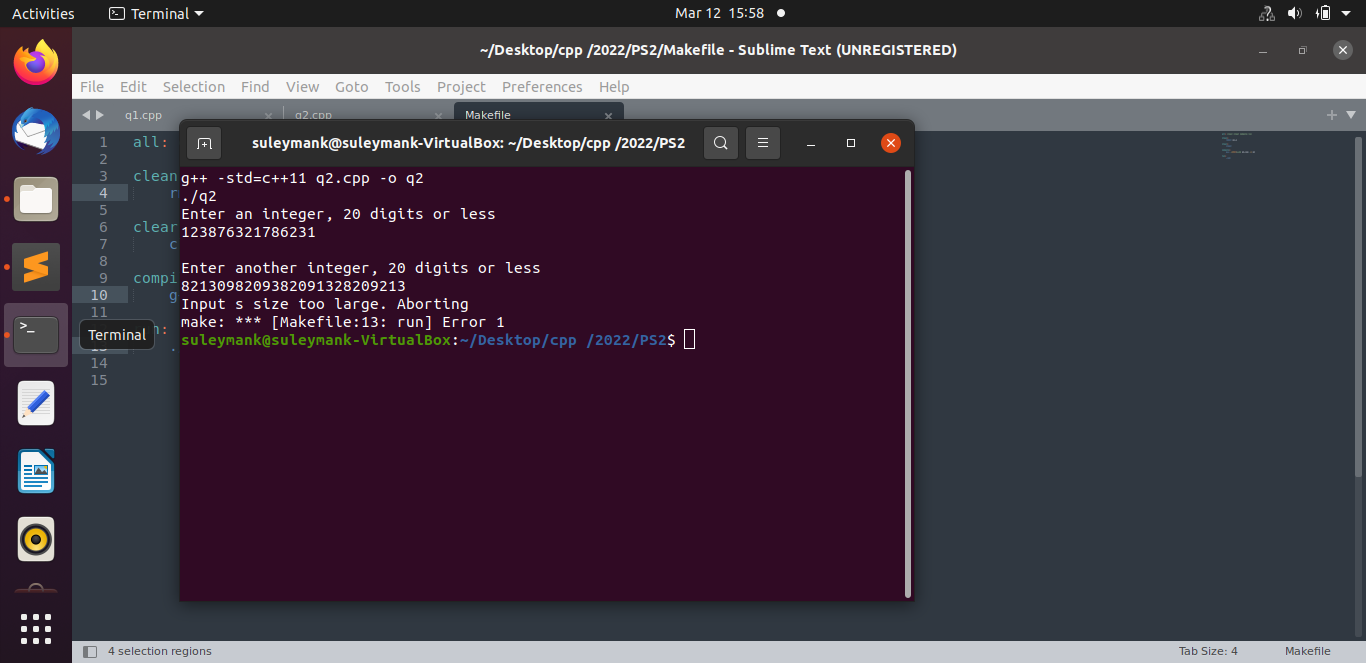 Activities Terminal Mar 12 15:58
~/Desktop/cpp /2022/PS2/Makefile - Sublime Text (UNREGISTERED)
File Edit Selection Find View Goto Tools Project Preferences Help
q1.cpp q2.cpp Makefile
suleymank@suleymank-VirtualBox: ~/Desktop/cpp /2022/PS2
1 all:
2
3 clean
4 r
5
6 clear
7 c
8
9 compi
10 g
11
n:
Terminal
14
15
g++ -std=c++11 q2.cpp -o q2
./q2
Enter an integer, 20 digits or less
123876321786231
Enter another integer, 20 digits or less
8213098209382091328209213
Input s size too large. Aborting
make: *** [Makefile:13: run] Error 1
suleymank@suleymank-VirtualBox:~/Desktop/cpp /2022/PS2$
4 selection regions Tab Size: 4 Makefile